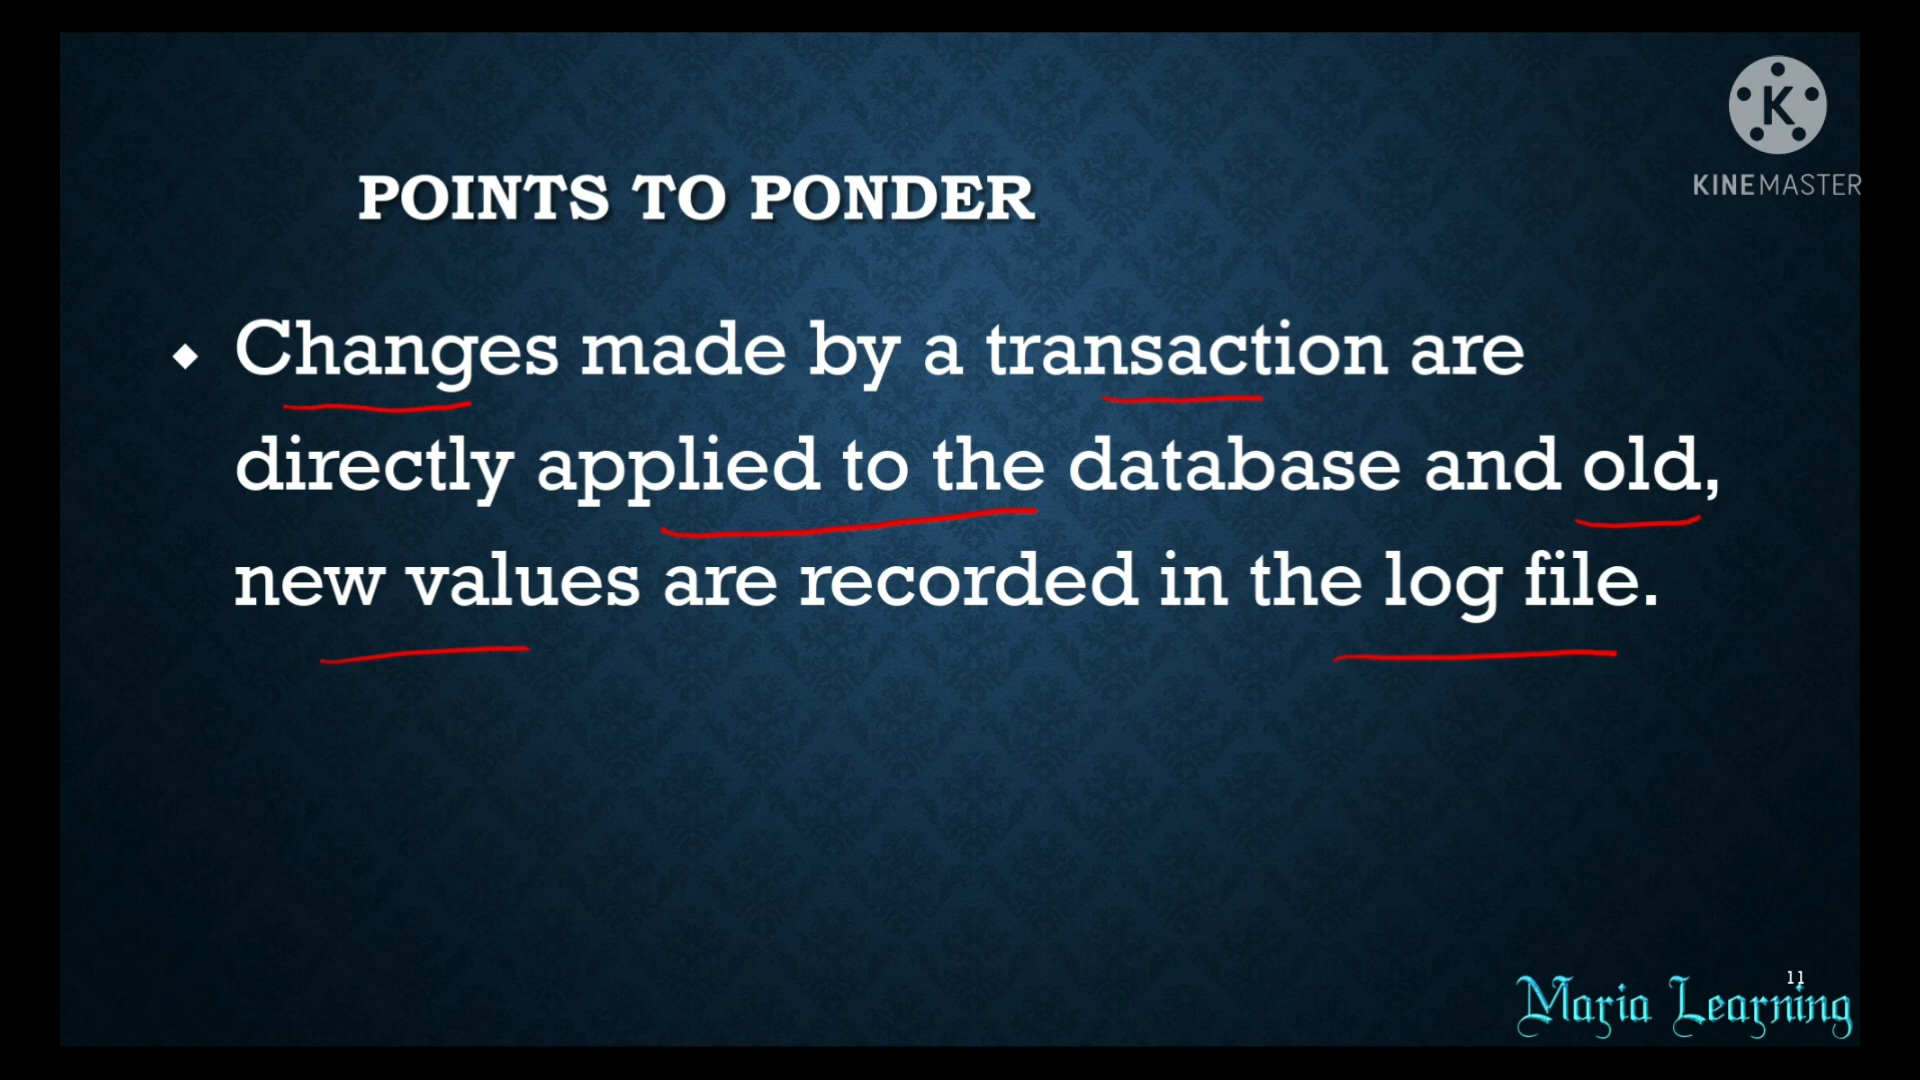 K
KINEMASTER
POINTS TO PONDER
Changes made by a transaction are
directly applied to the database and old,
new values are recorded in the log file.
11
Maria Learning